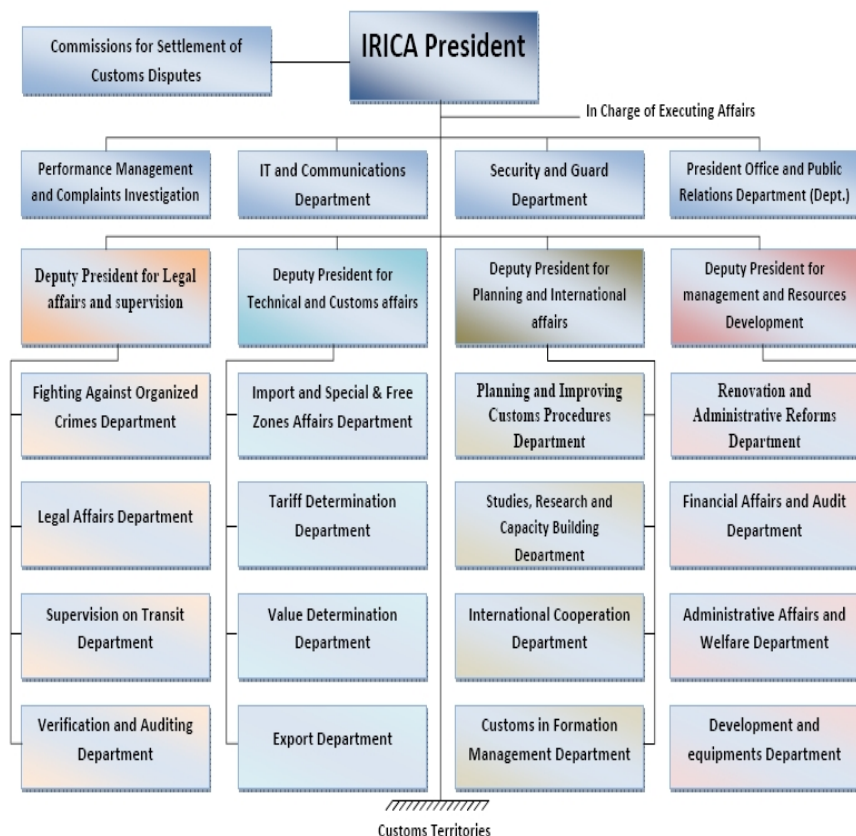 Commissions for Settlement of
Customs Disputes
IRICA President
In Charge of Executing Affairs
Performance Management
and Complaints Investigation
IT and Communications
Department
Security and Guard
Department
President Office and Public
Relations Department (Dept.)
Deputy President for Legal
affairs and supervision
Deputy President for
Technical and Customs affairs
Deputy President for
Planning and International
affairs
Deputy President for
management and Resources
Development
Fighting Against Organized
Crimes Department
Import and Special & Free
Zones Affairs Department
Planning and Improving
Customs Procedures
Department
Renovation and
Administrative Reforms
Department
Legal Affairs Department
Tariff Determination
Department
Studies, Research and
Capacity Building
Department
Financial Affairs and Audit
Department
Supervision on Transit
Department
Value Determination
Department
International Cooperation
Department
Administrative Affairs and
Welfare Department
Verification and Auditing
Department
Export Department
Customs in Formation
Management Department
Development and
equipments Department
Customs Territories